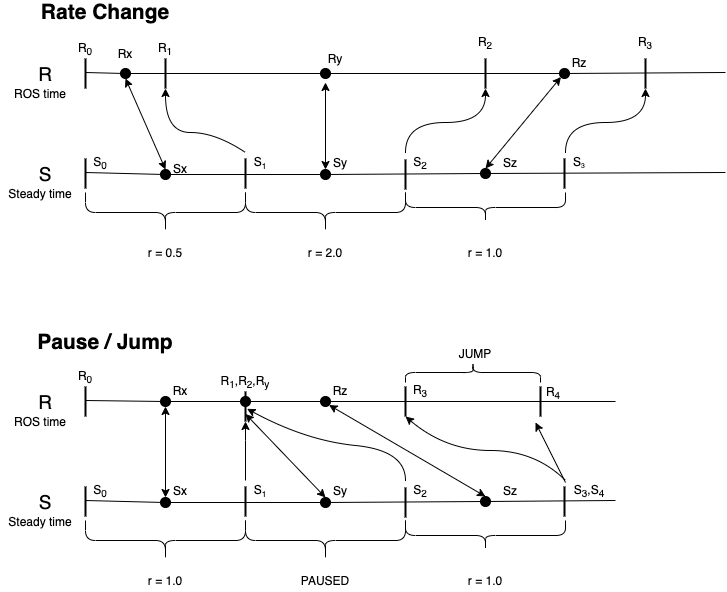 Rate Change
R₀ Rx R₁ Ry R₂ Rz R₃
R
ROS time
S₀ Sx S₁ Sy S₂ Sz S₃
S
Steady time
r = 0.5 r = 2.0 r = 1.0
Pause / Jump
JUMP
R₀ Rx R₁,R₂,Ry Rz R₃ R₄
R
ROS time
S₀ Sx S₁ Sy S₂ Sz S₃,S₄
S
Steady time
r = 1.0 PAUSED r = 1.0